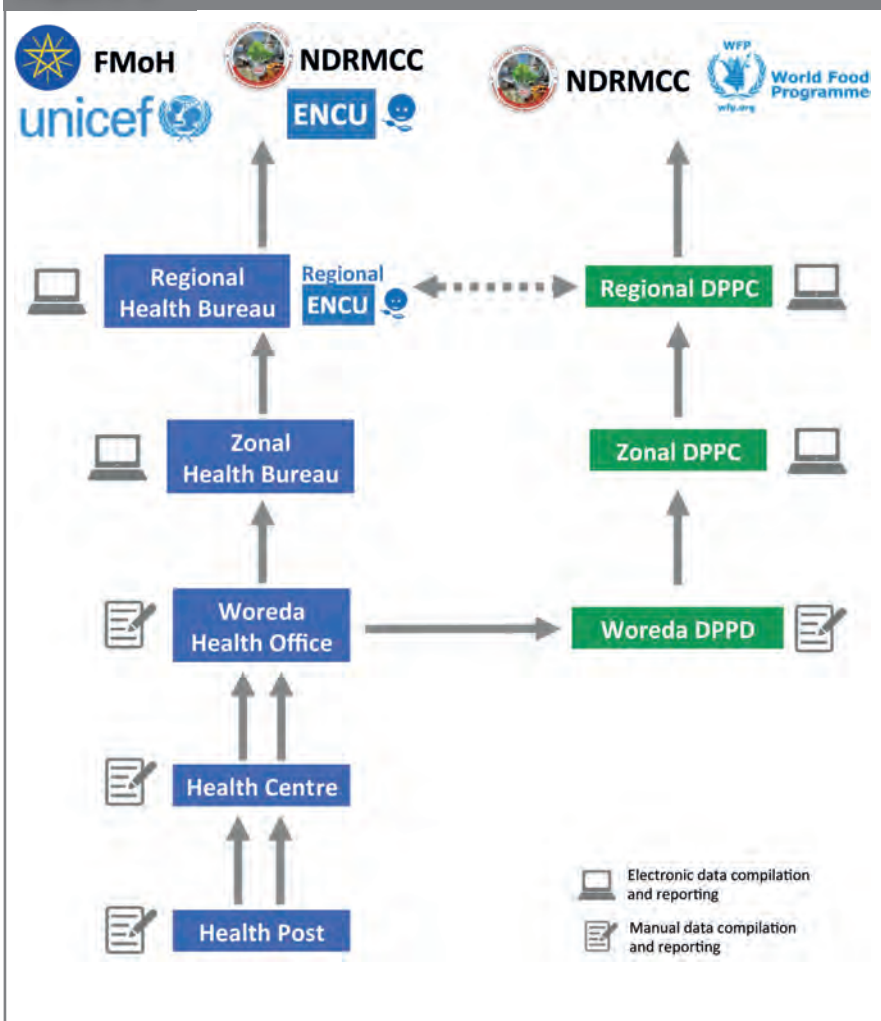 FMoH
unicef
NDRMCC
ENCU
NDRMCC
WFP
wfp.org
World Food
Programme
Regional
Health Bureau
Regional
ENCU
Regional DPPC
Zonal
Health Bureau
Zonal DPPC
Woreda
Health Office
Woreda DPPD
Health Centre
Health Post
Electronic data compilation
and reporting
Manual data compilation
and reporting